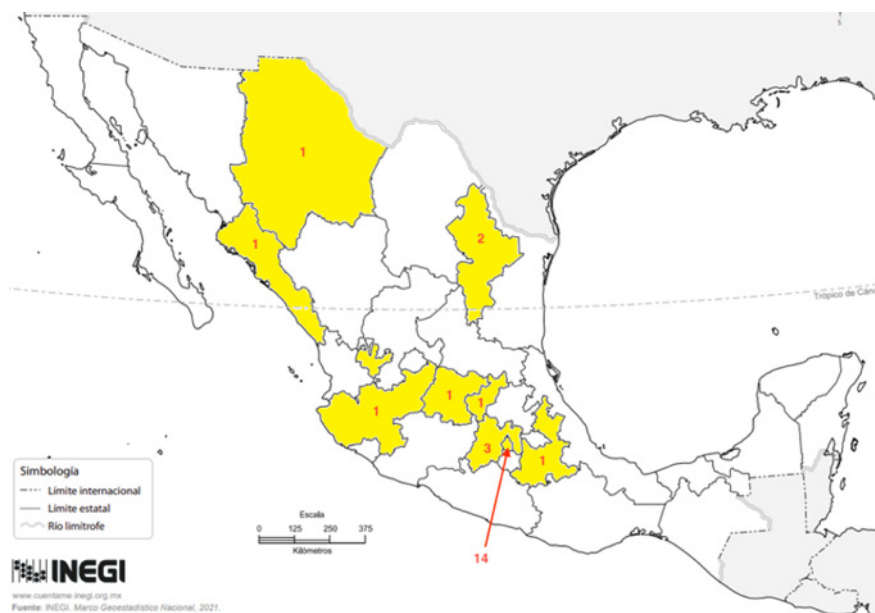 1
1
2
Trópico de Cánc
1
1
1
3
1
14
Simbología
Límite internacional
Límite estatal
Río limítrofe
Escala
0 125 250 375
Kilómetros
INEGI
www.cuentame.inegi.org.mx
Fuente: INEGI. Marco Geoestadístico Nacional, 2021.